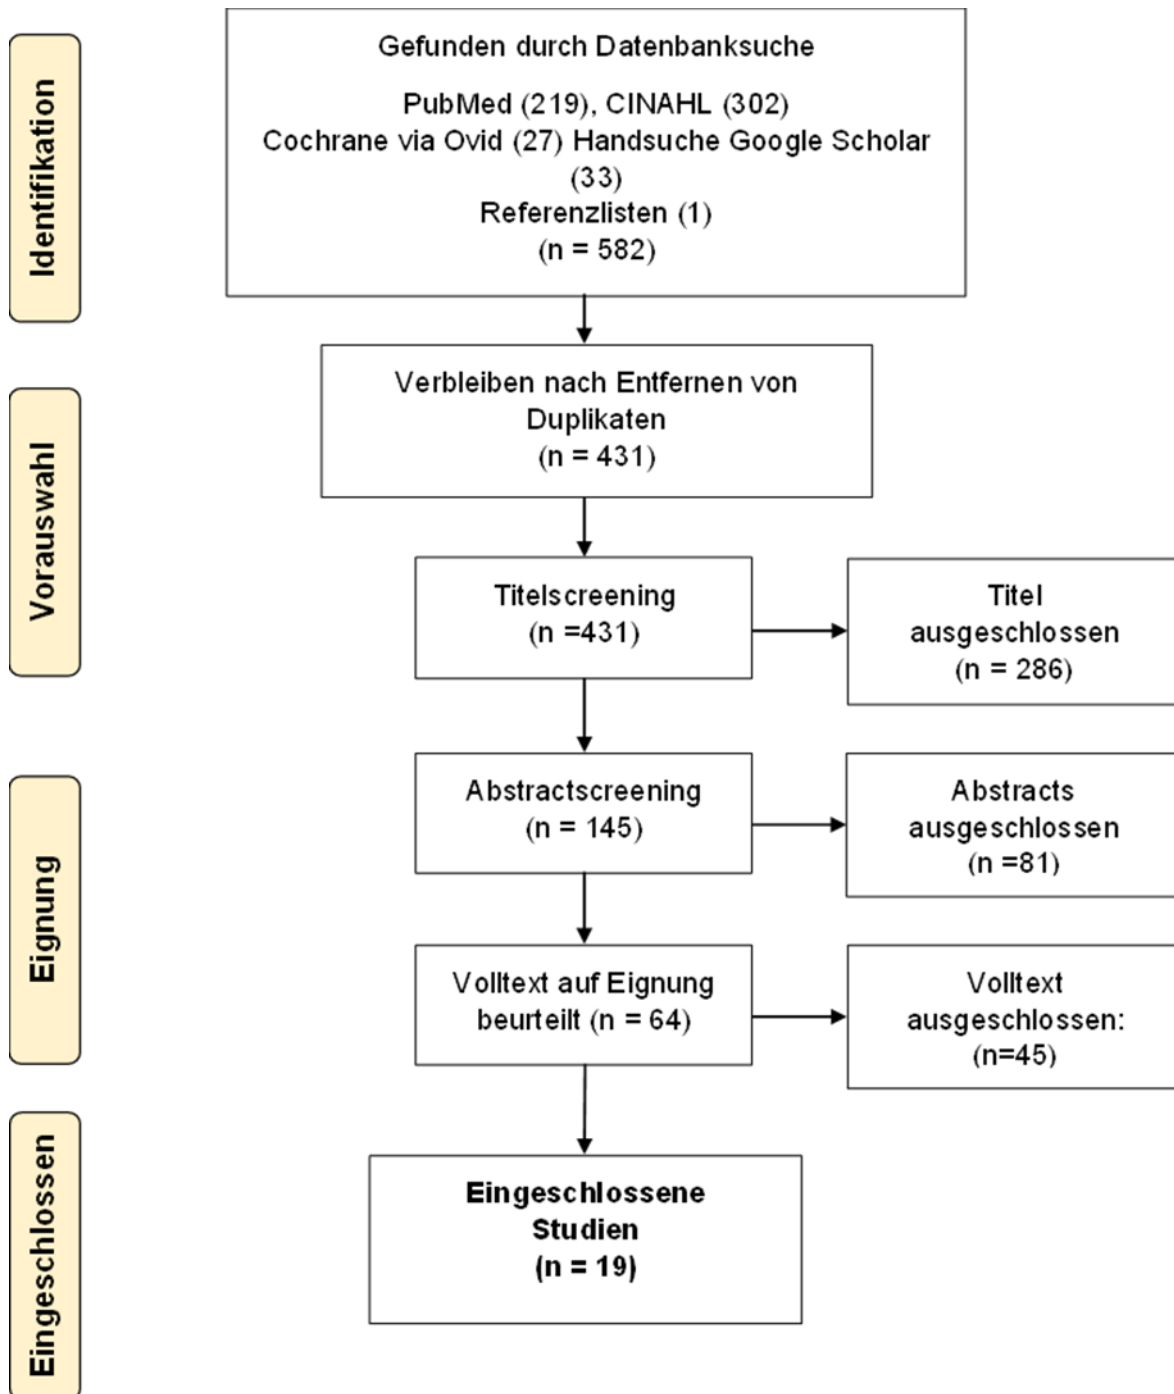 Identifikation
Gefunden durch Datenbanksuche
PubMed (219), CINAHL (302)
Cochrane via Ovid (27) Handsuche Google Scholar
(33)
Referenzlisten (1)
(n = 582)
Vorauswahl
Verbleiben nach Entfernen von
Duplikaten
(n = 431)
Titelscreening
(n =431)
Titel
ausgeschlossen
(n = 286)
Eignung
Abstractscreening
(n = 145)
Abstracts
ausgeschlossen
(n =81)
Volltext auf Eignung
beurteilt (n = 64)
Volltext
ausgeschlossen:
(n=45)
Eingeschlossen
Eingeschlossene
Studien
(n = 19)